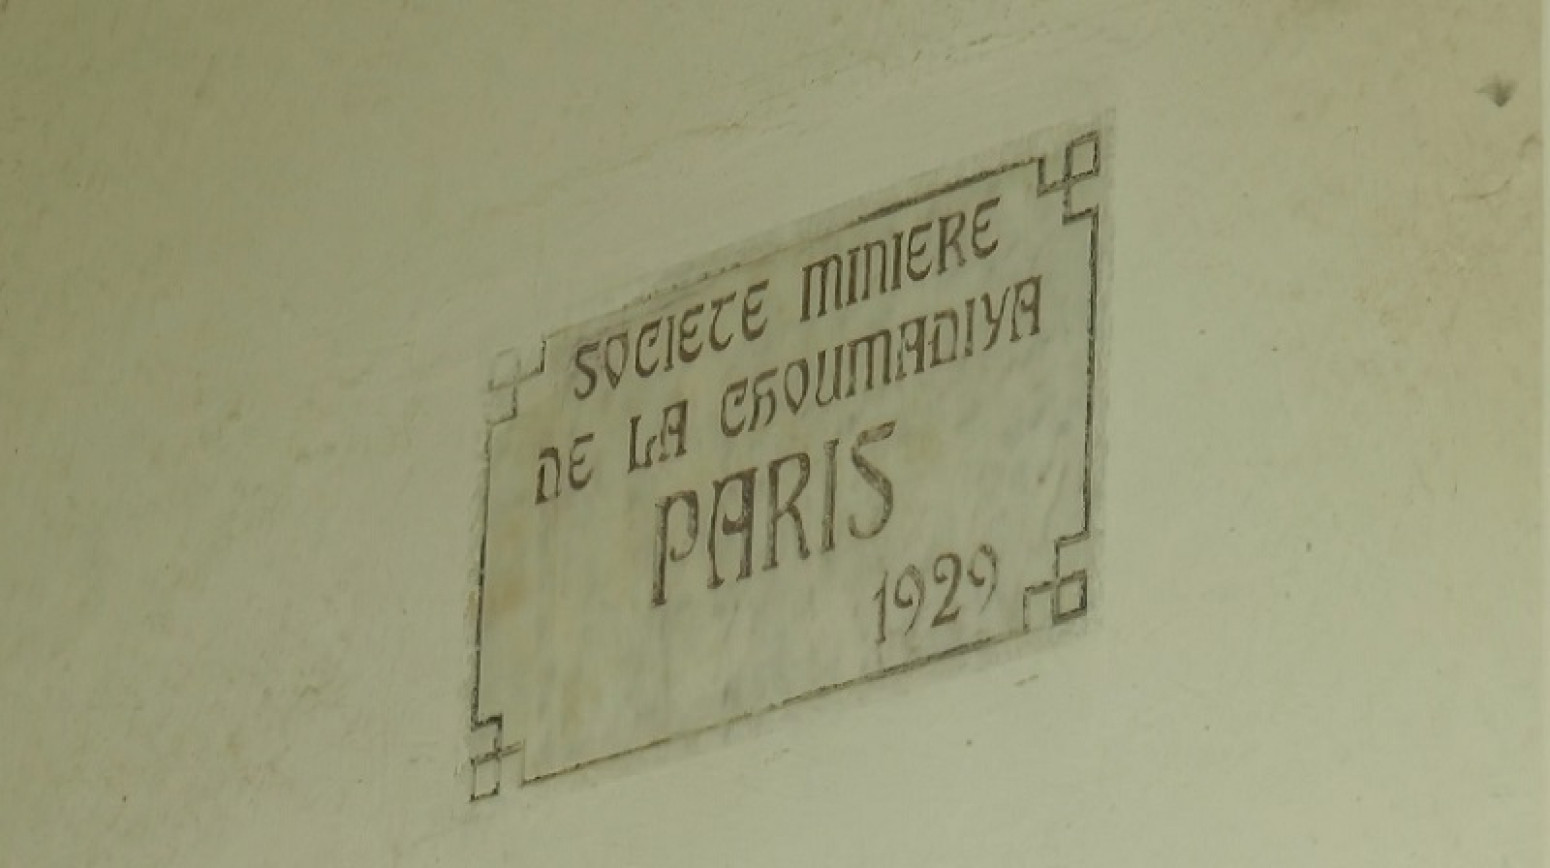 SOCIETE MINIERE
DE LA CHOUMADIYA
PARIS
1929